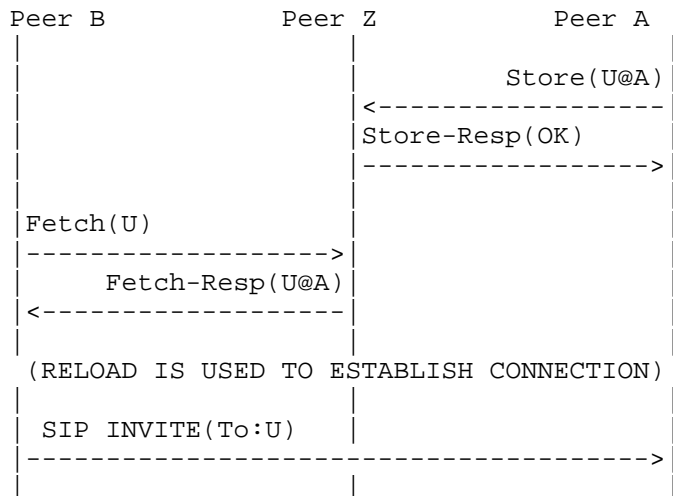 Peer B Peer Z Peer A
Store(U@A)
Store-Resp(OK)
Fetch(U)
Fetch-Resp(U@A)
(RELOAD IS USED TO ESTABLISH CONNECTION)
SIP INVITE(To:U)